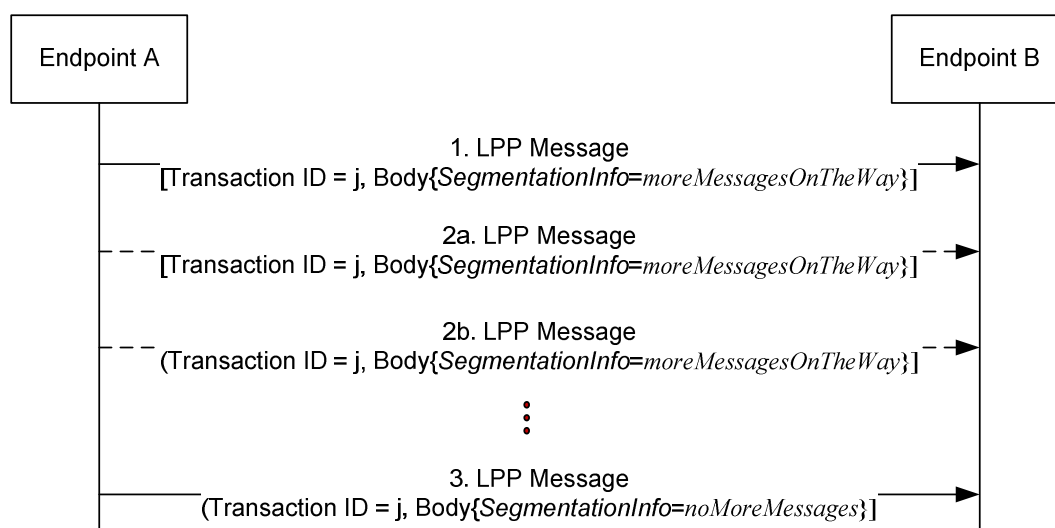 Endpoint A
Endpoint B
1. LPP Message
[Transaction ID = j, Body{SegmentationInfo=moreMessagesOnTheWay}]
2a. LPP Message
[Transaction ID = j, Body{SegmentationInfo=moreMessagesOnTheWay}]
2b. LPP Message
(Transaction ID = j, Body{SegmentationInfo=moreMessagesOnTheWay}]
3. LPP Message
(Transaction ID = j, Body{SegmentationInfo=noMoreMessages}]